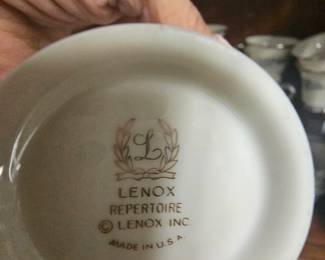 L
LENOX
REPERTOIRE
© LENOX INC.
MADE IN U.S.A.